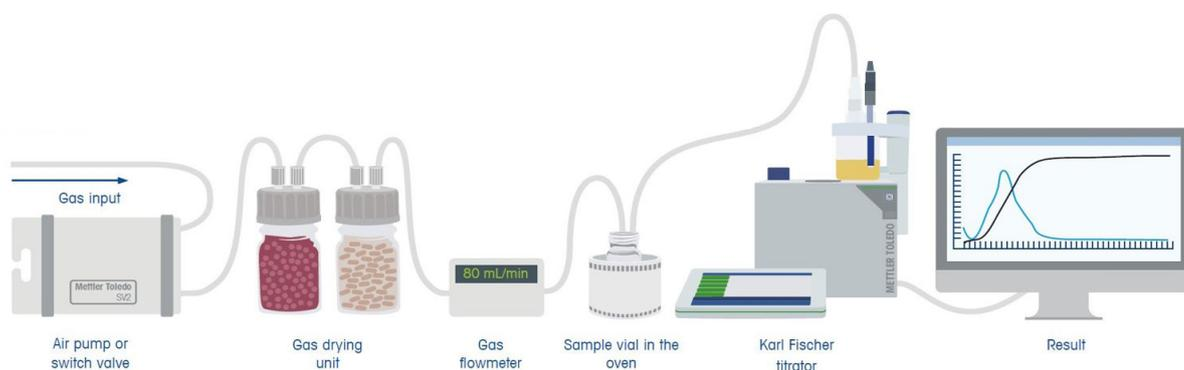 Gas input
Mettler Toledo
SV2
80 mL/min
METTLER TOLEDO
Air pump or
switch valve
Gas drying
unit
Gas
flowmeter
Sample vial in the
oven
Karl Fischer
titrator
Result